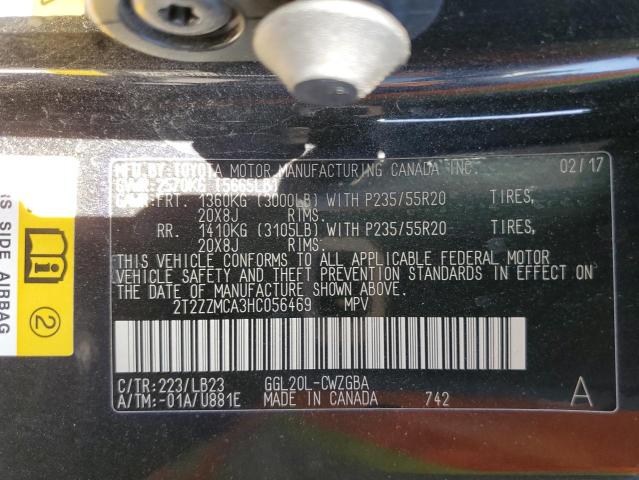 MFD. BY TOYOTA MOTOR MANUFACTURING CANADA INC. 02/17
GVWR: 2570KG (5665LB)
GAWR:FRT. 1360KG (3000LB) WITH P235/55R20 TIRES,
20X8J RIMS.
RR. 1410KG (3105LB) WITH P235/55R20 TIRES,
20X8J RIMS.
THIS VEHICLE CONFORMS TO ALL APPLICABLE FEDERAL MOTOR
VEHICLE SAFETY AND THEFT PREVENTION STANDARDS IN EFFECT ON
THE DATE OF MANUFACTURE SHOWN ABOVE.
2T2ZZMCA3HC056469 MPV
C/TR:223/LB23 GGL20L-CWZGBA
A/TM:-01A/U881E MADE IN CANADA 742 A
SIDE AIRBAG
2